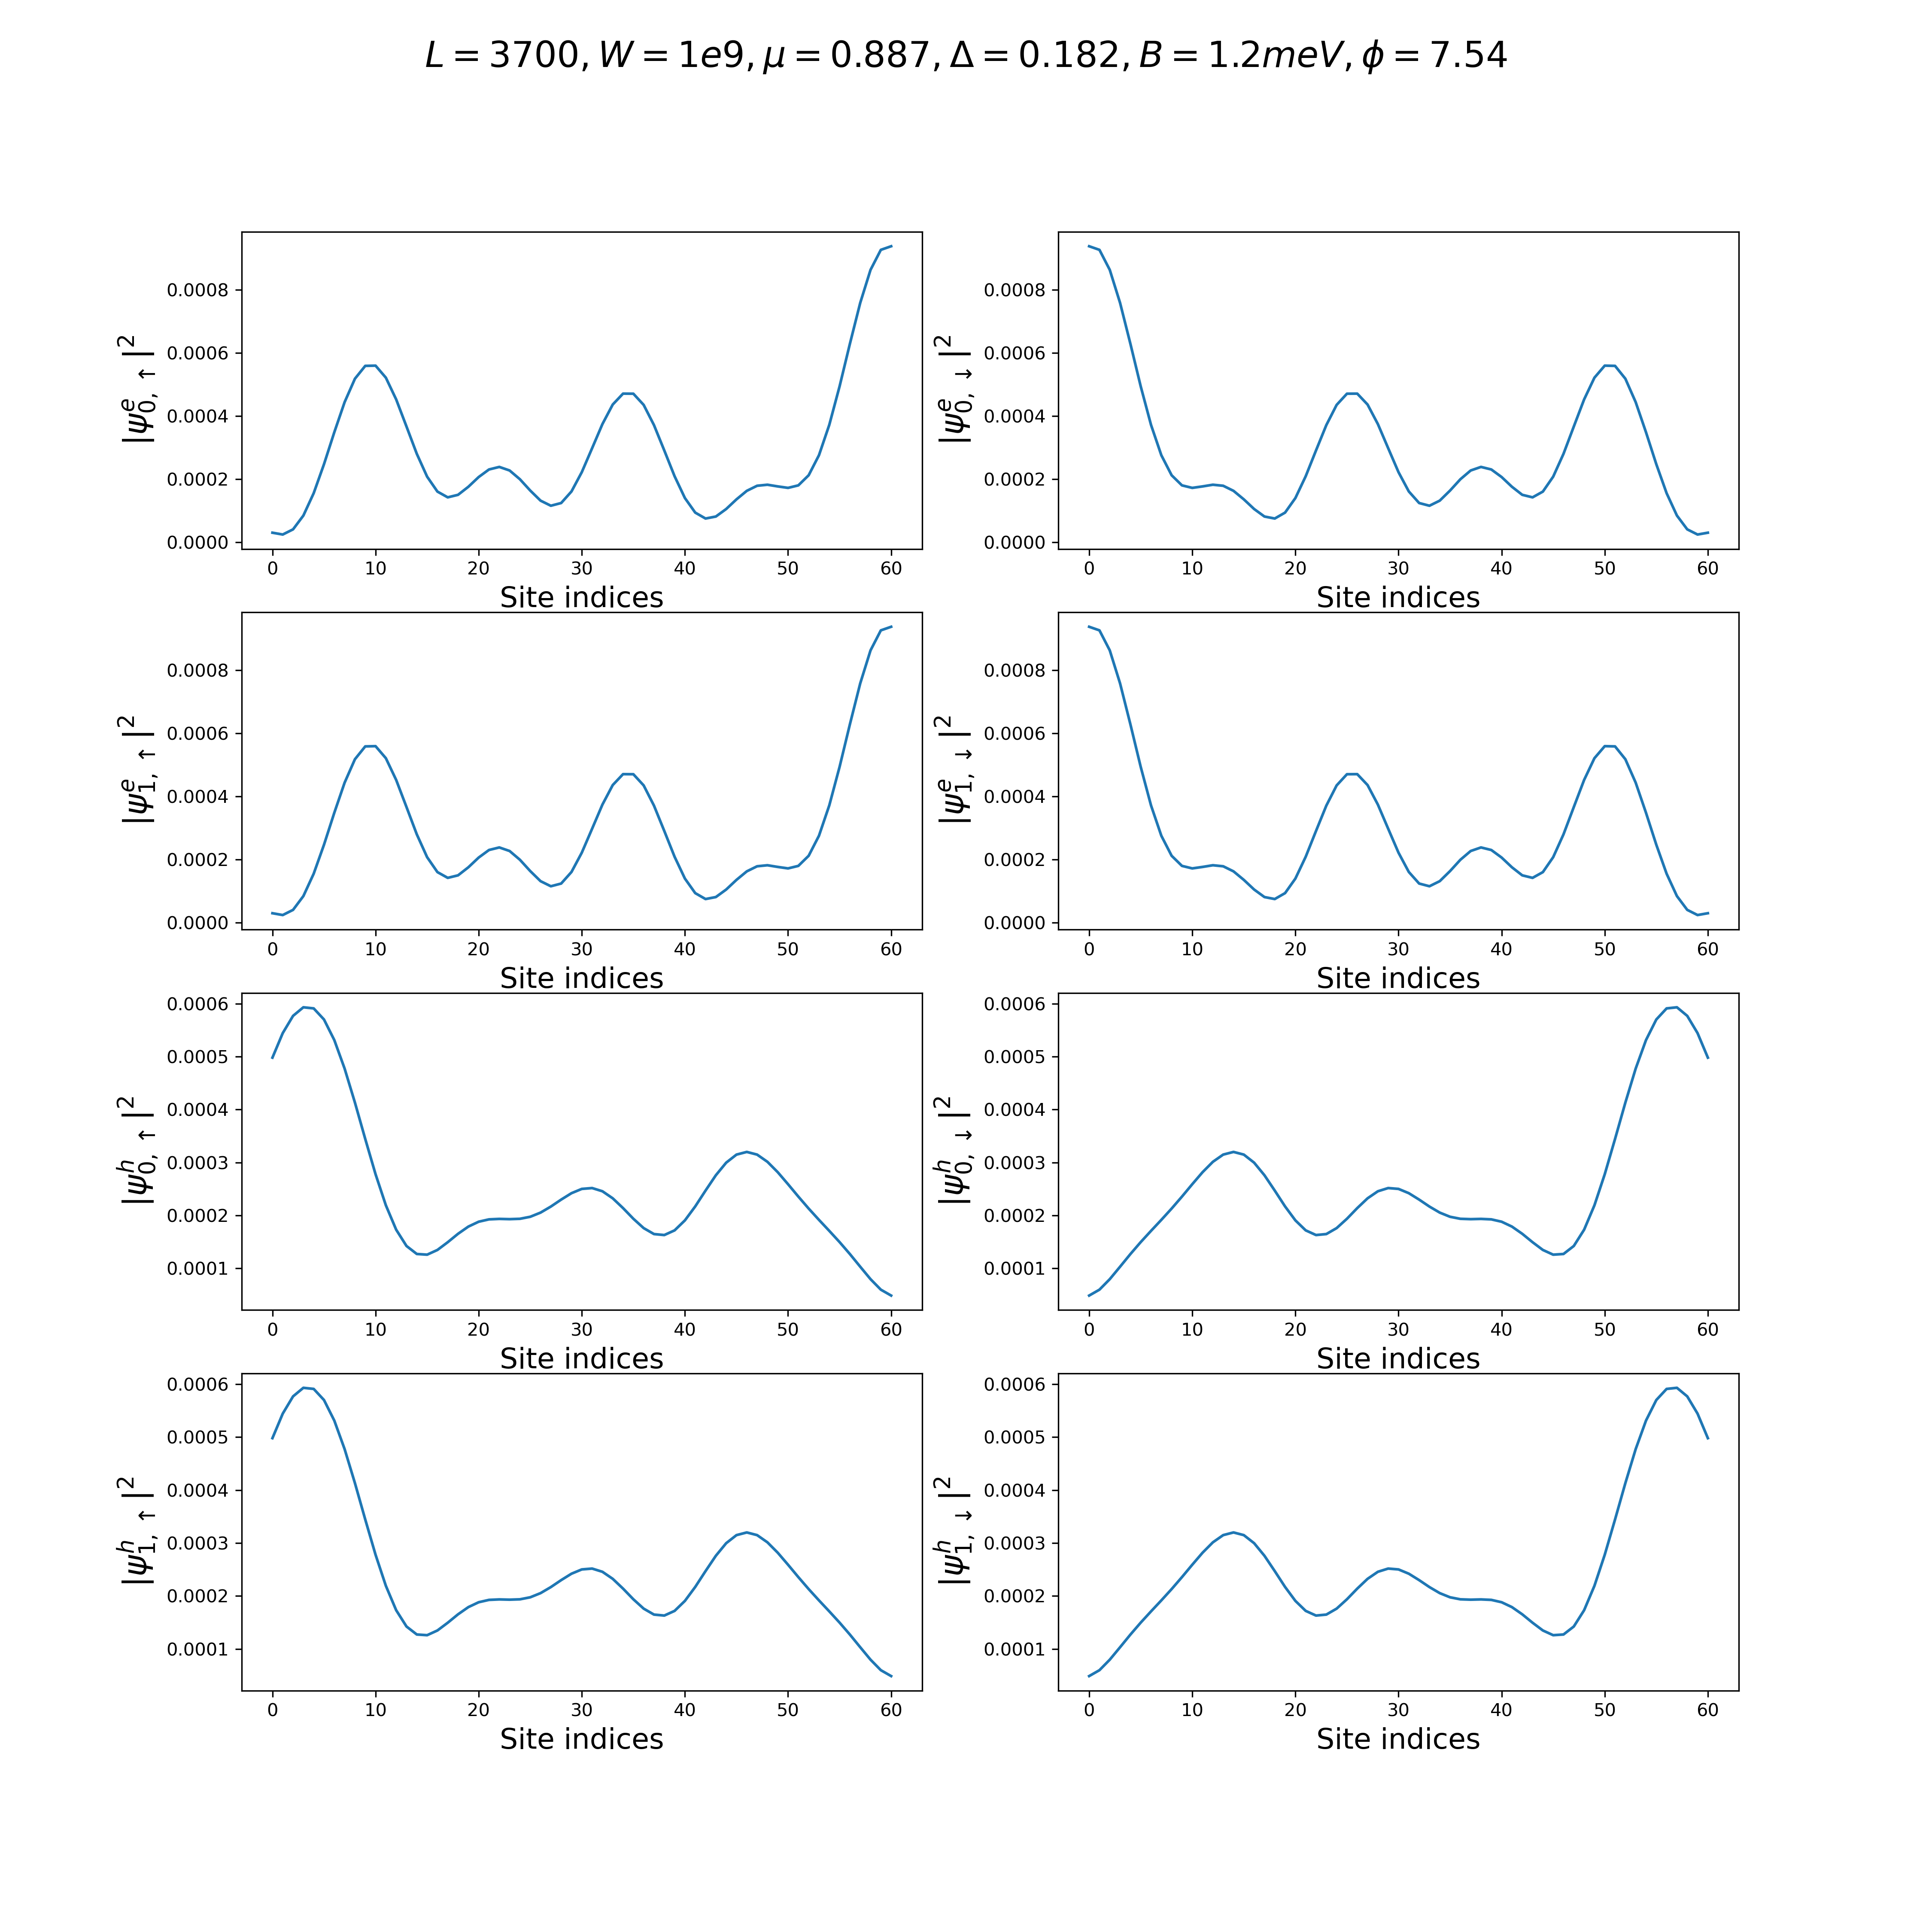 L = 3700, W = 1e9, μ = 0.887, Δ = 0.182, B = 1.2meV, ϕ = 7.54
|ψ^e_{0, ↑}|^2
0.0008
0.0006
0.0004
0.0002
0.0000
0 10 20 30 40 50 60
Site indices
|ψ^e_{0, ↓}|^2
0.0008
0.0006
0.0004
0.0002
0.0000
0 10 20 30 40 50 60
Site indices
|ψ^e_{1, ↑}|^2
0.0008
0.0006
0.0004
0.0002
0.0000
0 10 20 30 40 50 60
Site indices
|ψ^e_{1, ↓}|^2
0.0008
0.0006
0.0004
0.0002
0.0000
0 10 20 30 40 50 60
Site indices
|ψ^h_{0, ↑}|^2
0.0006
0.0005
0.0004
0.0003
0.0002
0.0001
0 10 20 30 40 50 60
Site indices
|ψ^h_{0, ↓}|^2
0.0006
0.0005
0.0004
0.0003
0.0002
0.0001
0 10 20 30 40 50 60
Site indices
|ψ^h_{1, ↑}|^2
0.0006
0.0005
0.0004
0.0003
0.0002
0.0001
0 10 20 30 40 50 60
Site indices
|ψ^h_{1, ↓}|^2
0.0006
0.0005
0.0004
0.0003
0.0002
0.0001
0 10 20 30 40 50 60
Site indices